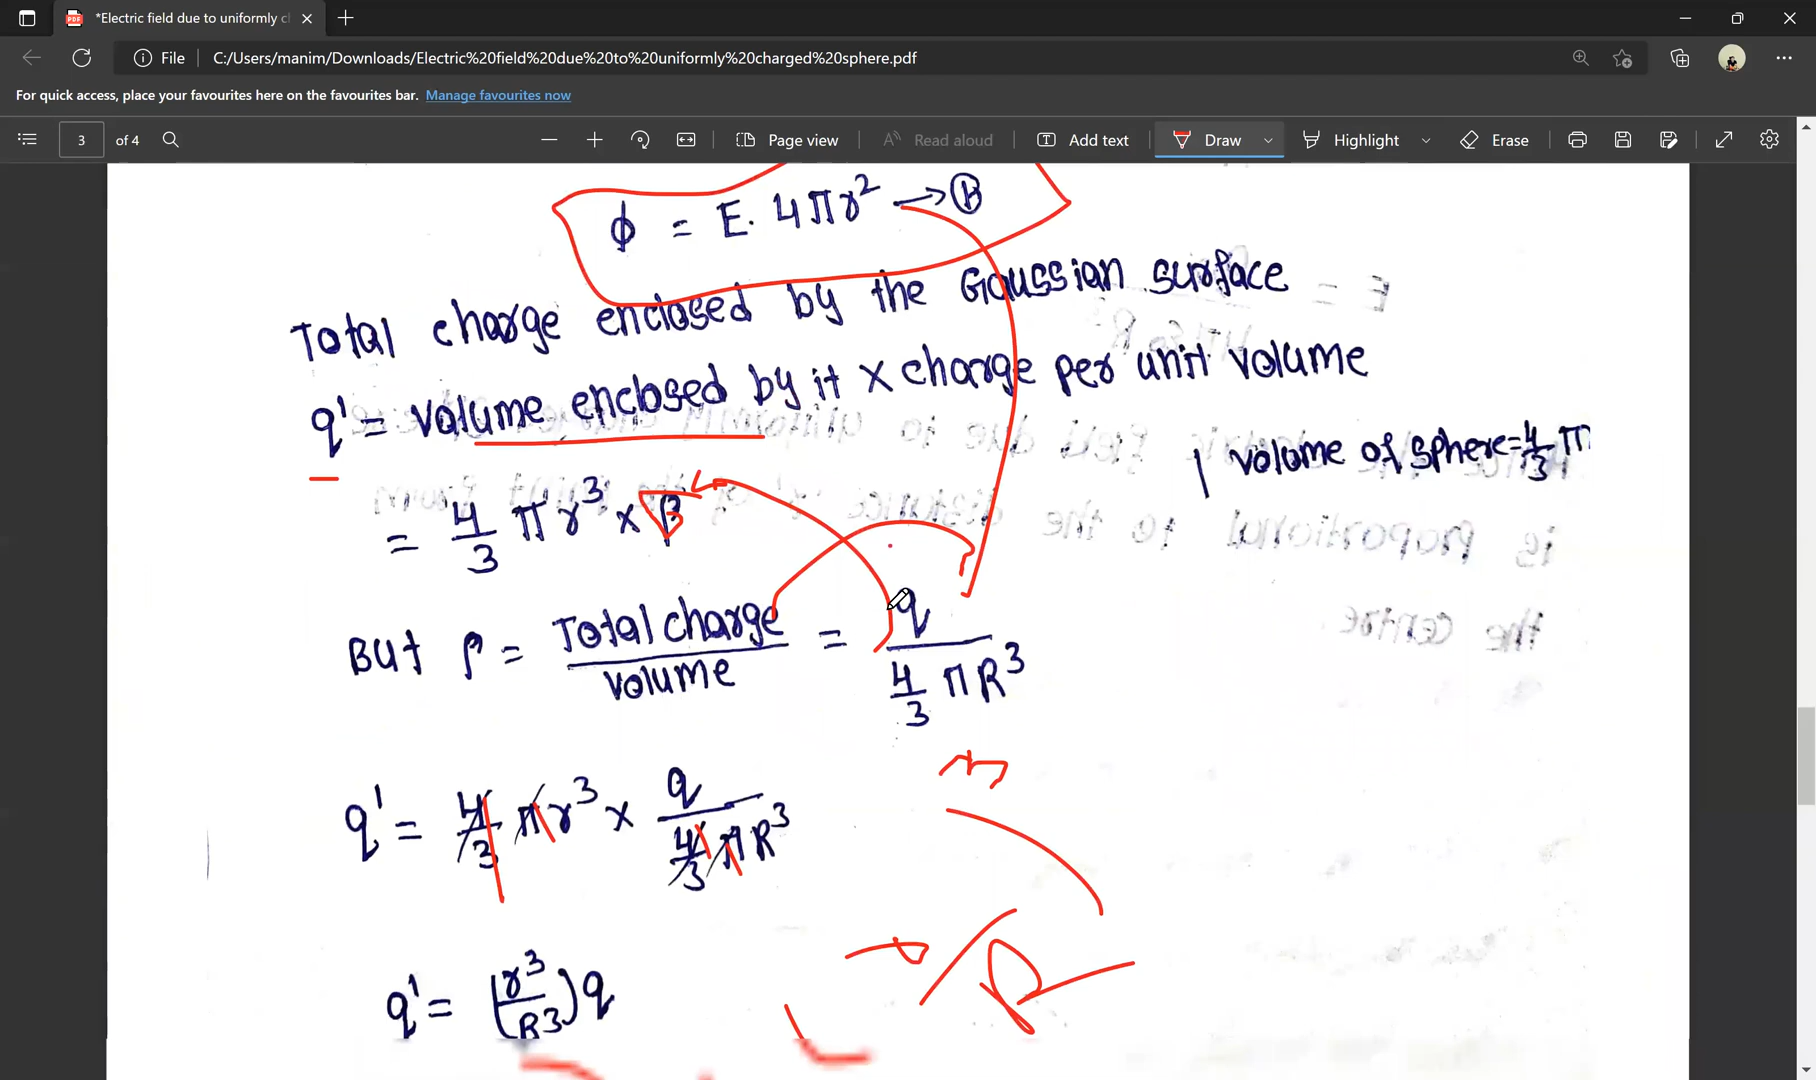 *Electric field due to uniformly c
File C:/Users/manim/Downloads/Electric%20field%20due%20to%20uniformly%20charged%20sphere.pdf
For quick access, place your favourites here on the favourites bar. Manage favourites now
3 of 4 Page view Read aloud Add text Draw Highlight Erase
ϕ = E. 4πr² → Ⓑ
Total charge enclosed by the Gaussian surface
q' = volume enclosed by it × charge per unit volume
| volume of sphere = 4/3 π
= 4/3 πr³ × ρ
But ρ = Total charge / volume = q / 4/3 πR³
q' = 4/3 πr³ × q / 4/3 πR³
q' = (r³/R³) q